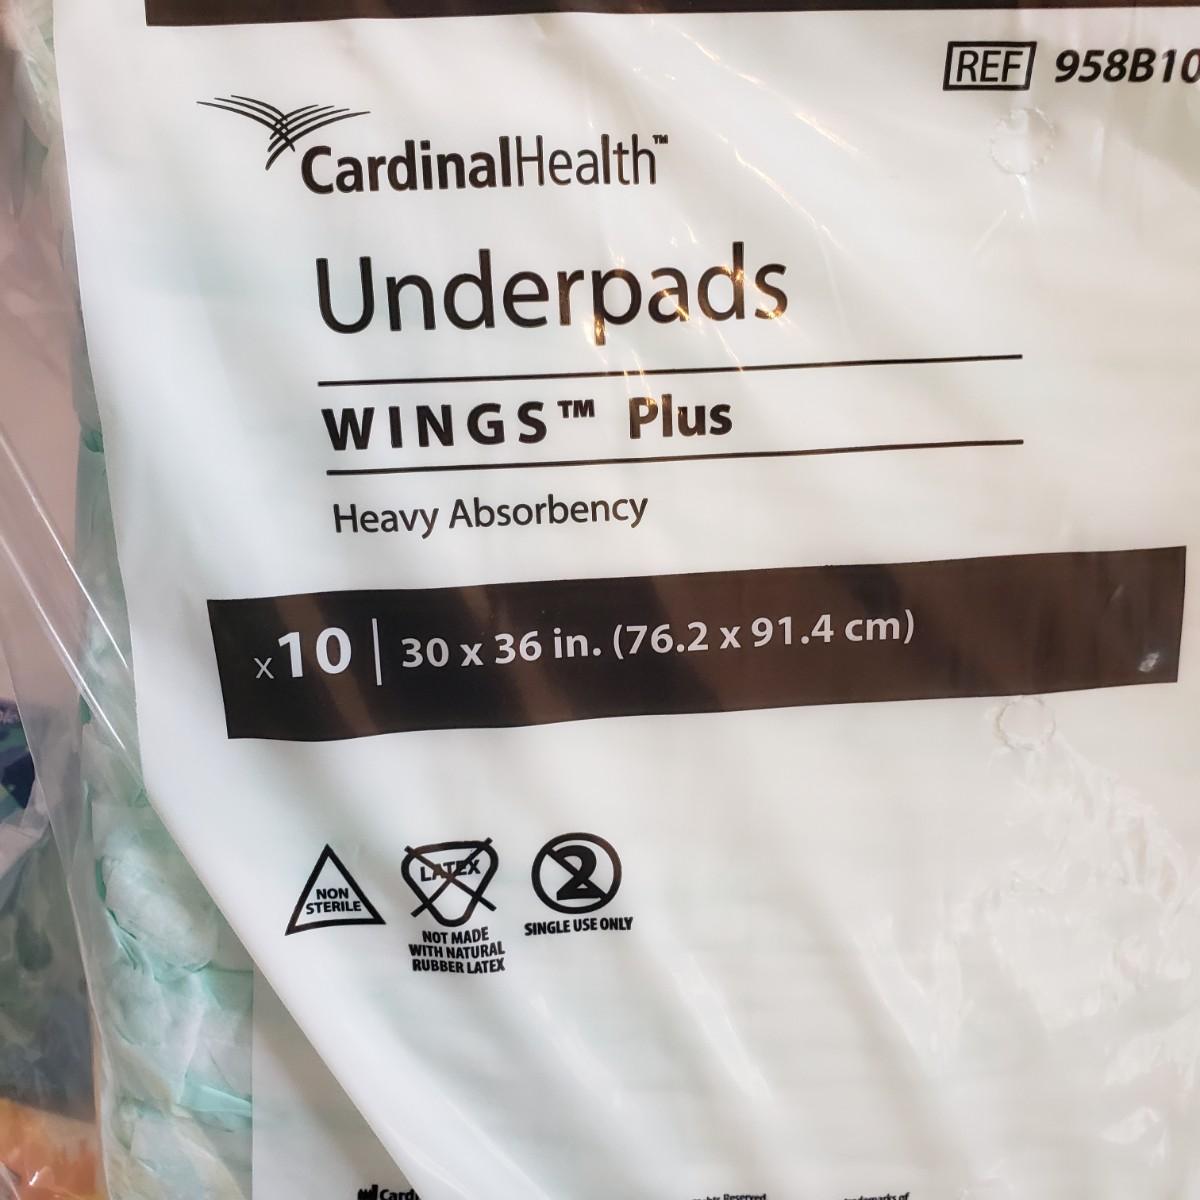 REF 958B10
CardinalHealth™
Underpads
WINGS™ Plus
Heavy Absorbency
x10 | 30 x 36 in. (76.2 x 91.4 cm)
NON
STERILE
LATEX
NOT MADE
WITH NATURAL
RUBBER LATEX
2
SINGLE USE ONLY
Reserved